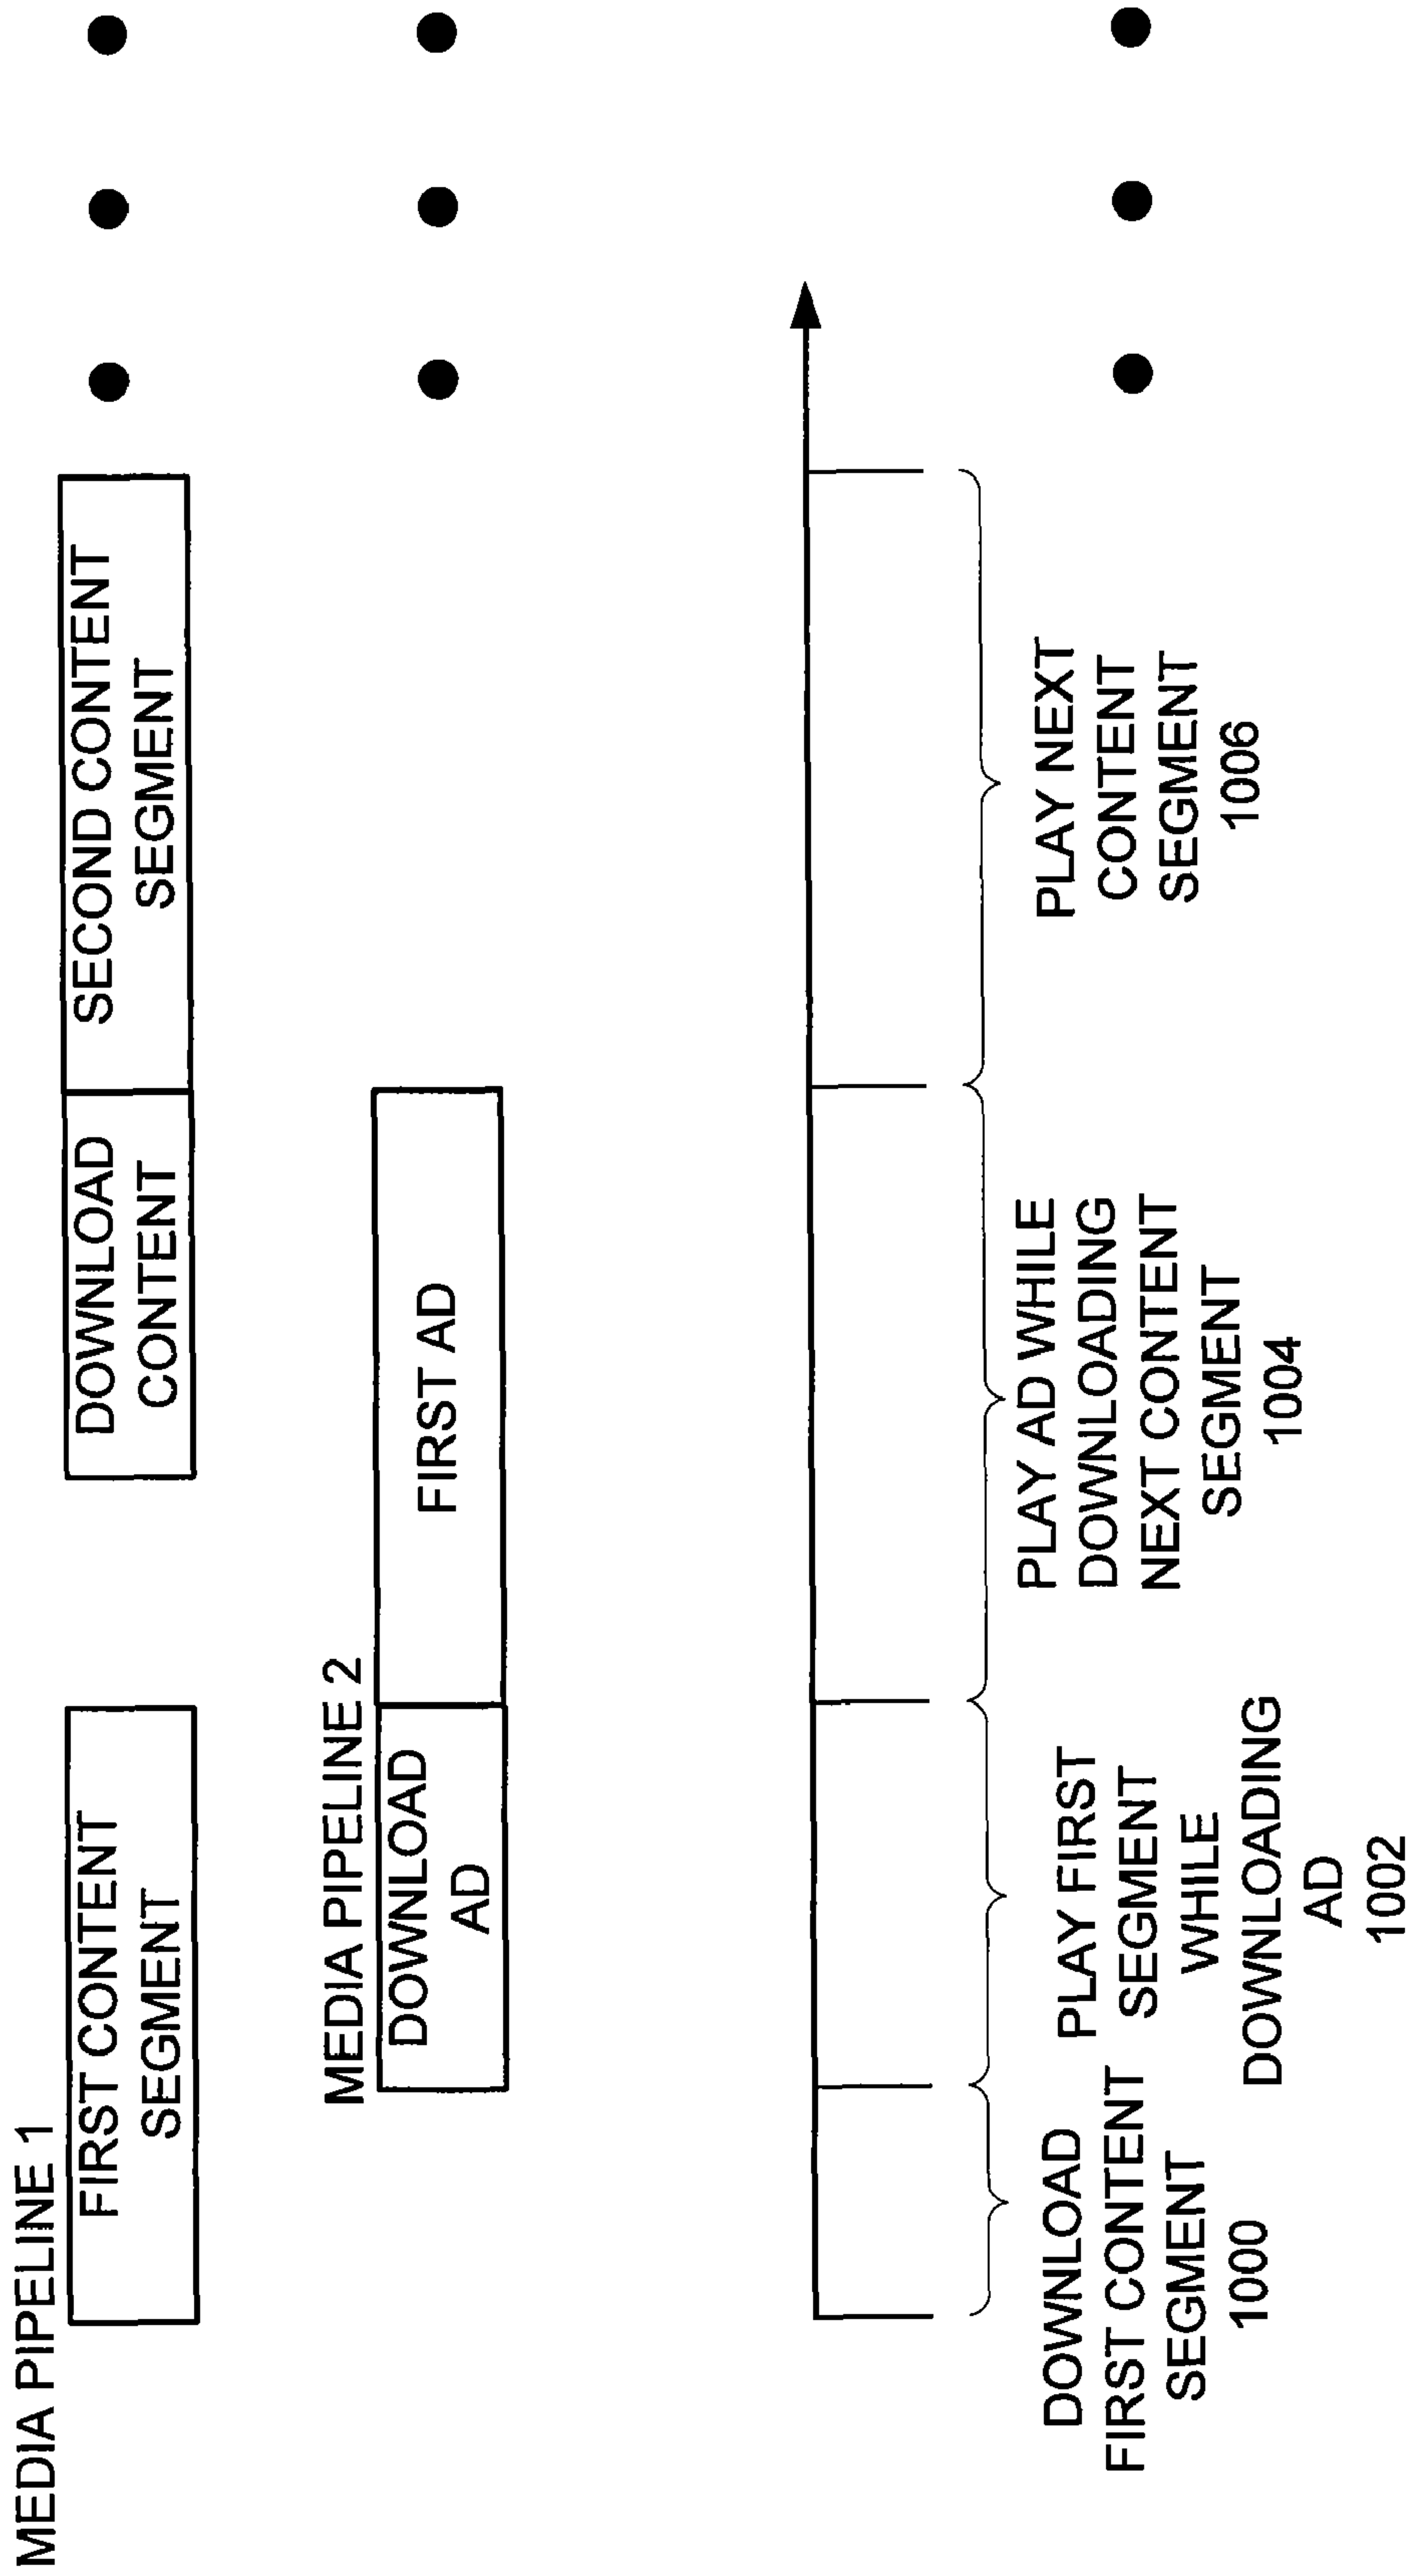 MEDIA PIPELINE 1
FIRST CONTENT
SEGMENT
DOWNLOAD
CONTENT
SECOND CONTENT
SEGMENT
MEDIA PIPELINE 2
DOWNLOAD
AD
FIRST AD
DOWNLOAD
FIRST CONTENT
SEGMENT
1000
PLAY FIRST
SEGMENT
WHILE
DOWNLOADING
AD
1002
PLAY AD WHILE
DOWNLOADING
NEXT CONTENT
SEGMENT
1004
PLAY NEXT
CONTENT
SEGMENT
1006